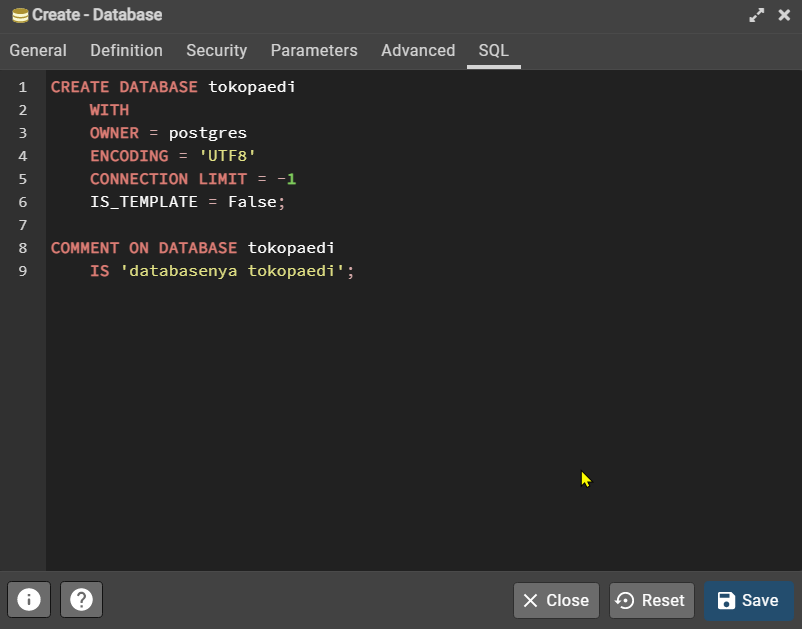 Create - Database
General Definition Security Parameters Advanced SQL
1 CREATE DATABASE tokopaedi
2     WITH
3     OWNER = postgres
4     ENCODING = 'UTF8'
5     CONNECTION LIMIT = -1
6     IS_TEMPLATE = False;
7
8 COMMENT ON DATABASE tokopaedi
9     IS 'databasenya tokopaedi';
Close Reset Save